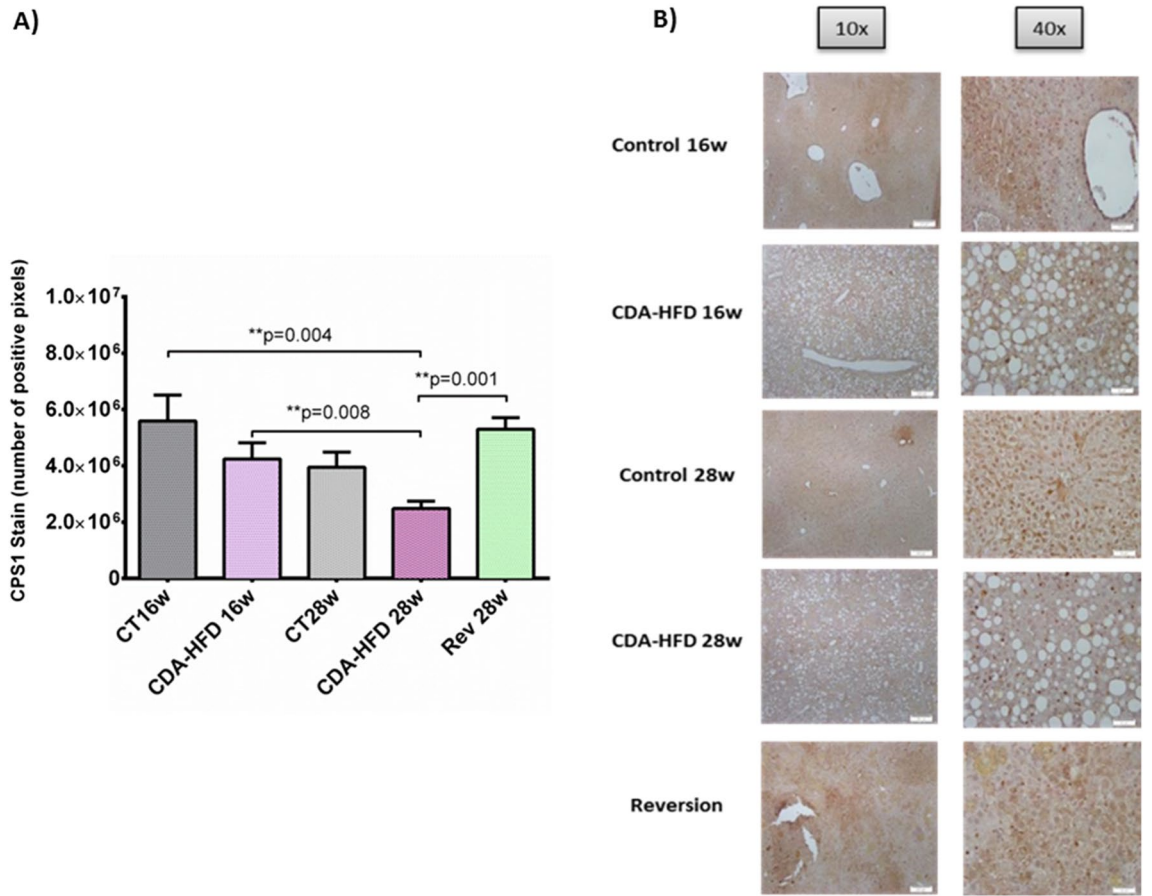 A)
B)
10x
40x
Control 16w
CDA-HFD 16w
Control 28w
CDA-HFD 28w
Reversion
CPS1 Stain (number of positive pixels)
1.0×10⁷
8.0×10⁶
6.0×10⁶
4.0×10⁶
2.0×10⁶
0
**p=0.004
**p=0.001
**p=0.008
CT16w
CDA-HFD 16w
CT28w
CDA-HFD 28w
Rev 28w